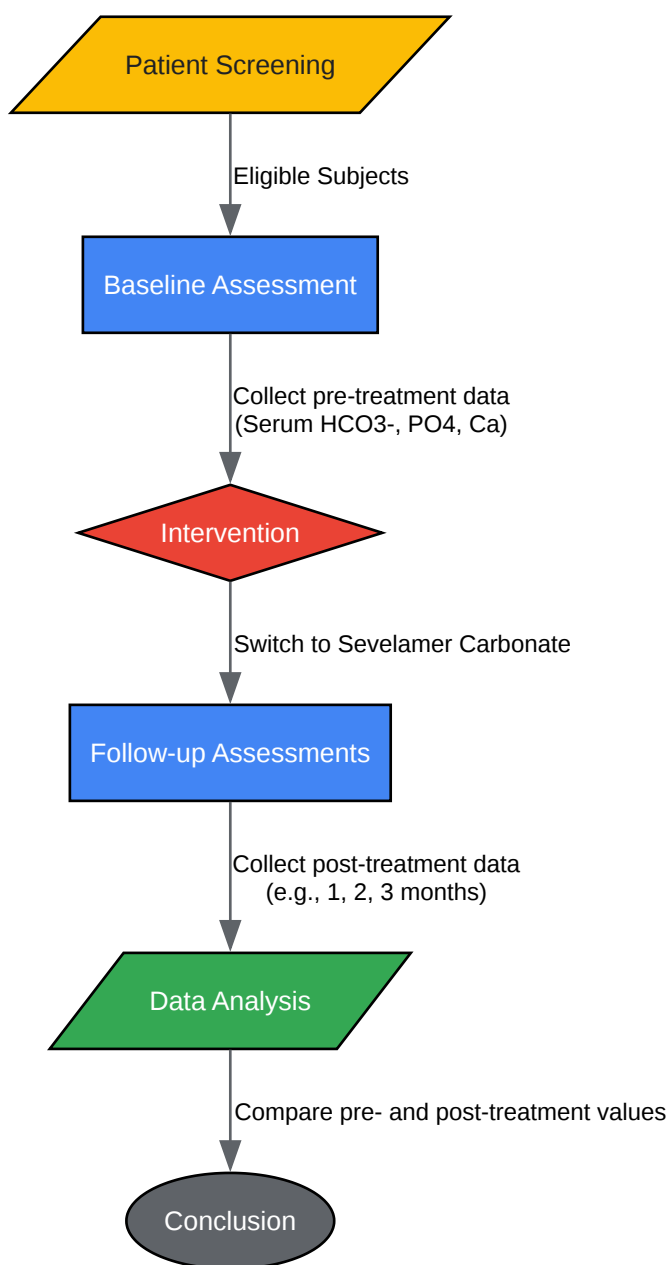 Patient Screening
Eligible Subjects
Baseline Assessment
Collect pre-treatment data
(Serum HCO3-, PO4, Ca)
Intervention
Switch to Sevelamer Carbonate
Follow-up Assessments
Collect post-treatment data
(e.g., 1, 2, 3 months)
Data Analysis
Compare pre- and post-treatment values
Conclusion